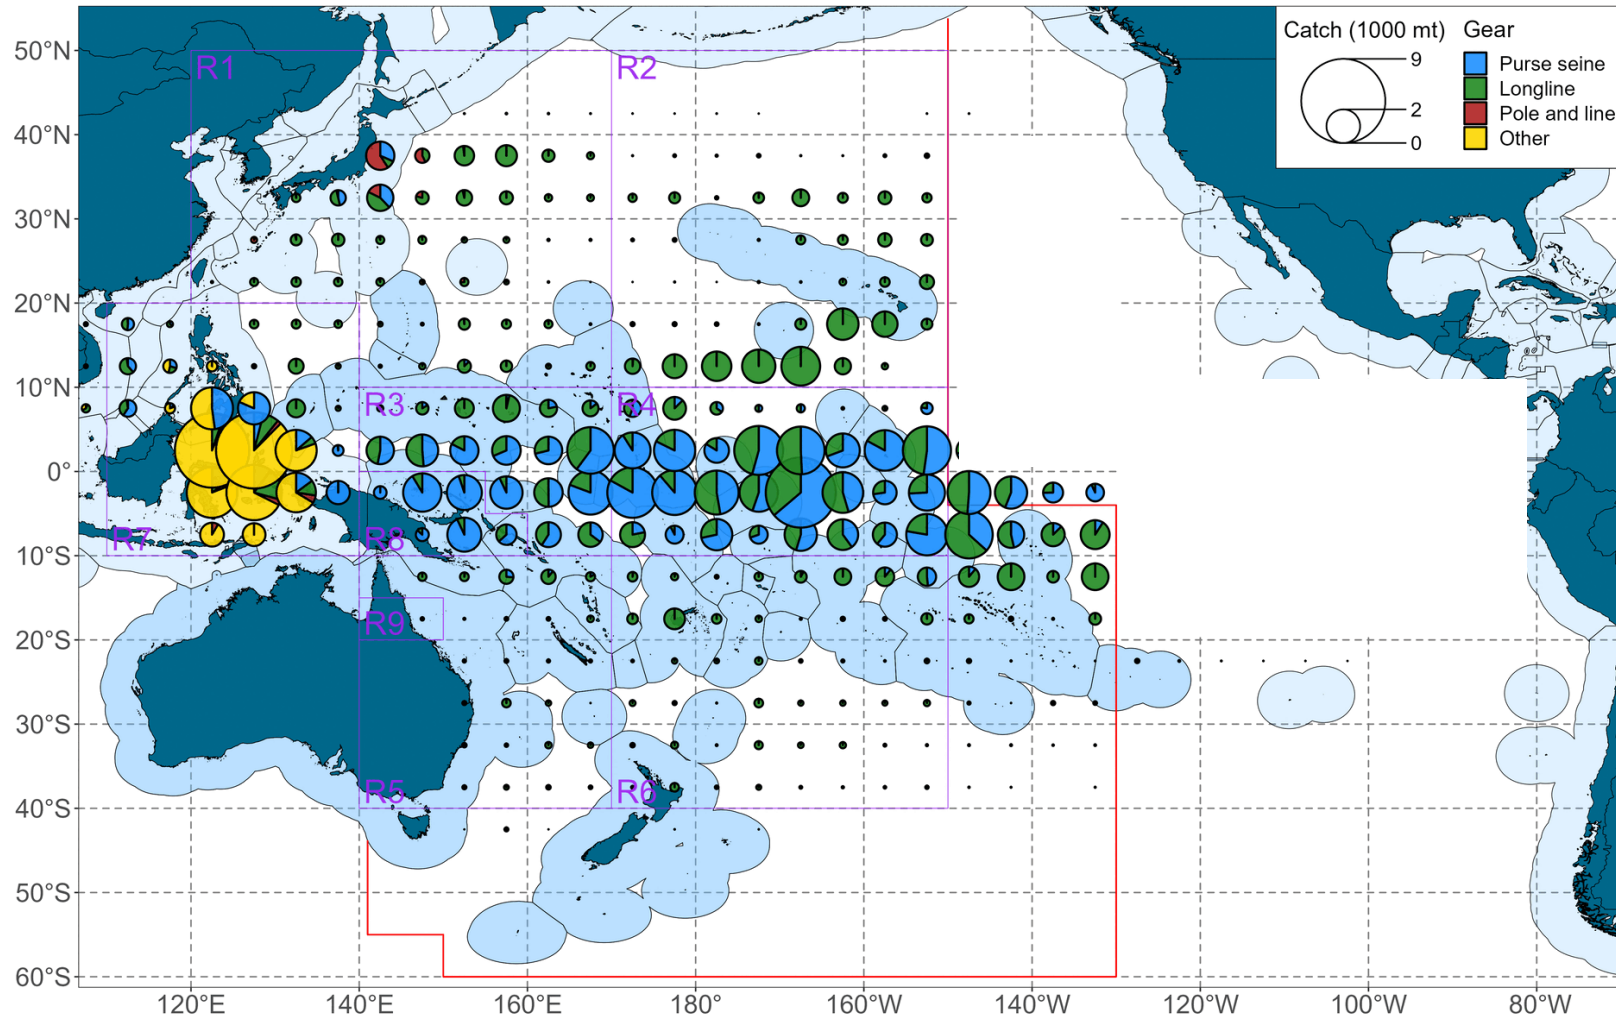 Catch (1000 mt)
9
2
0
Gear
Purse seine
Longline
Pole and line
Other
50°N
40°N
30°N
20°N
10°N
0°
10°S
20°S
30°S
40°S
50°S
60°S
R1
R2
R3
R4
R7
R8
R9
R5
R6
120°E
140°E
160°E
180°
160°W
140°W
120°W
100°W
80°W